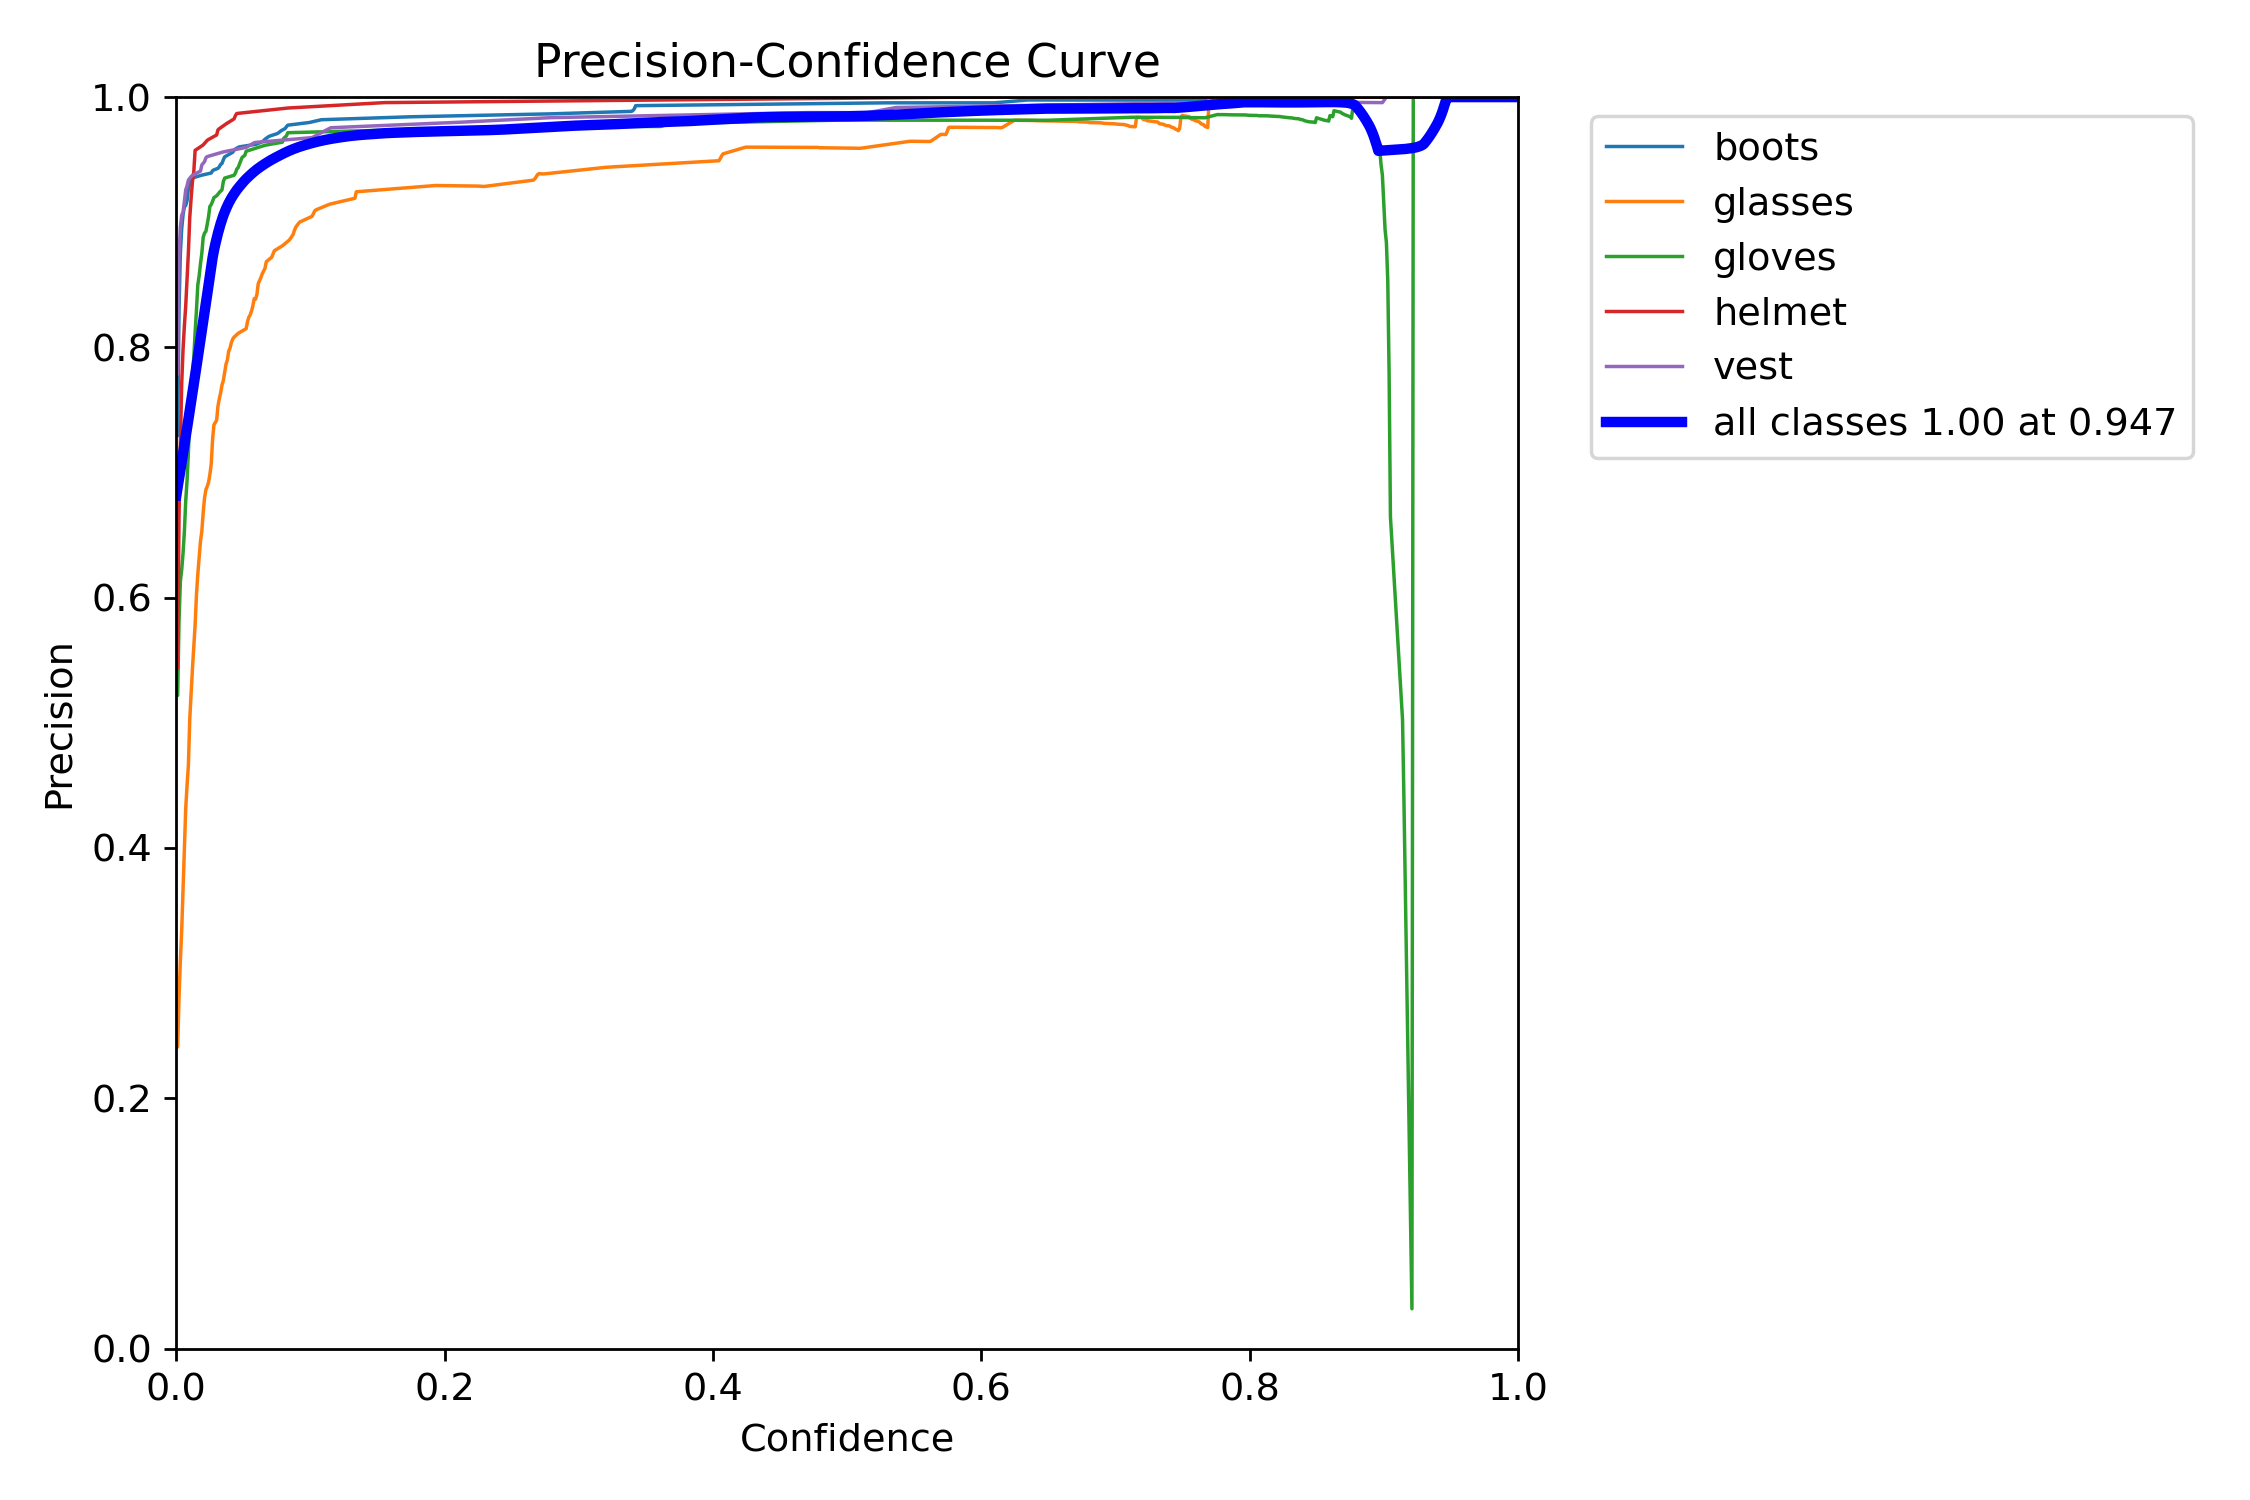 Precision-Confidence Curve
1.0
0.8
0.6
0.4
0.2
0.0
Precision
0.0 0.2 0.4 0.6 0.8 1.0
Confidence
boots
glasses
gloves
helmet
vest
all classes 1.00 at 0.947